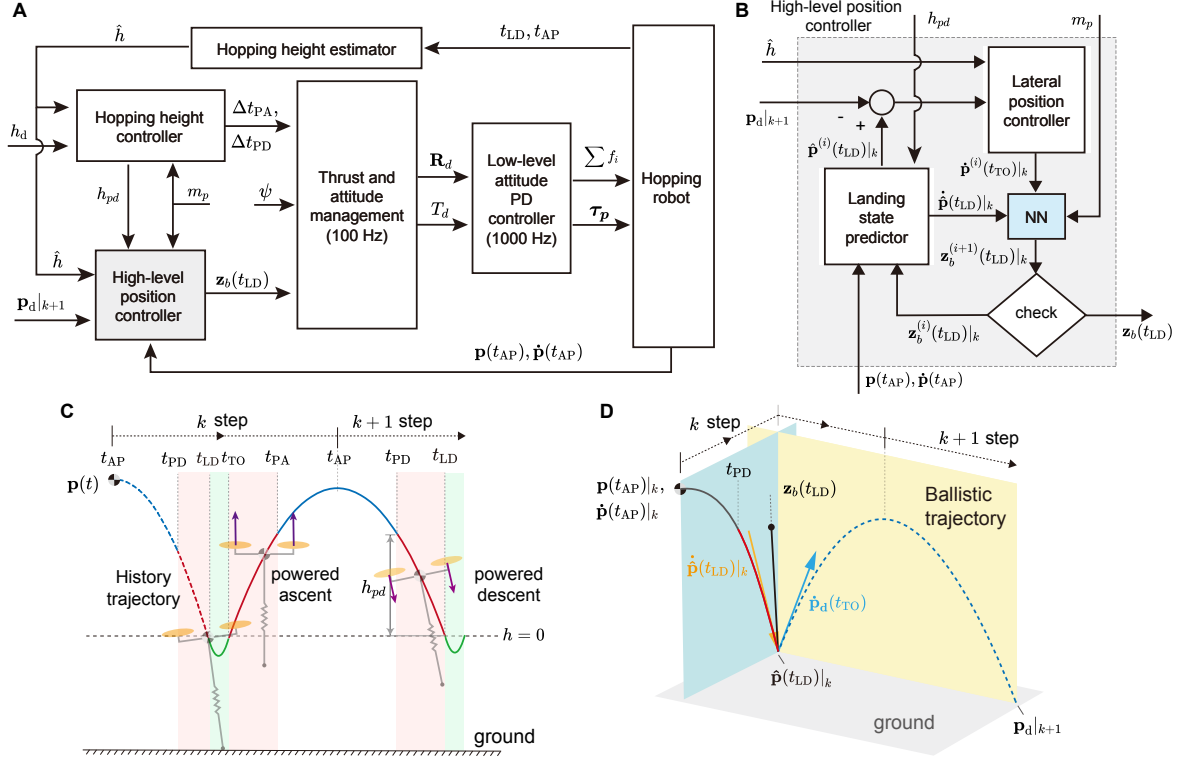 A
ĥ
Hopping height estimator
t_LD, t_AP
h_d
Hopping height
controller
Δt_PA,
Δt_PD
h_pd
m_p
ψ
Thrust and
attitude
management
(100 Hz)
R_d
T_d
Low-level
attitude
PD
controller
(1000 Hz)
∑ f_i
τ_p
Hopping
robot
ĥ
p_d|_{k+1}
High-level
position
controller
z_b(t_LD)
p(t_AP), ṗ(t_AP)
B
High-level position
controller
h_pd
m_p
ĥ
p_d|_{k+1}
-
+
Lateral
position
controller
p̂^{(i)}(t_LD)|_k
ṗ^{(i)}(t_TO)|_k
Landing
state
predictor
ṗ̂(t_LD)|_k
NN
z_b^{(i+1)}(t_LD)|_k
check
z_b^{(i)}(t_LD)|_k
z_b(t_LD)
p(t_AP), ṗ(t_AP)
C
k step
k + 1 step
t_AP
t_PD
t_LD
t_TO
t_PA
t_AP
t_PD
t_LD
p(t)
History
trajectory
powered
ascent
h_pd
powered
descent
h = 0
ground
D
k step
k + 1 step
t_PD
p(t_AP)|_k,
ṗ(t_AP)|_k
z_b(t_LD)
Ballistic
trajectory
ṗ̂(t_LD)|_k
ṗ_d(t_TO)
p̂(t_LD)|_k
ground
p_d|_{k+1}